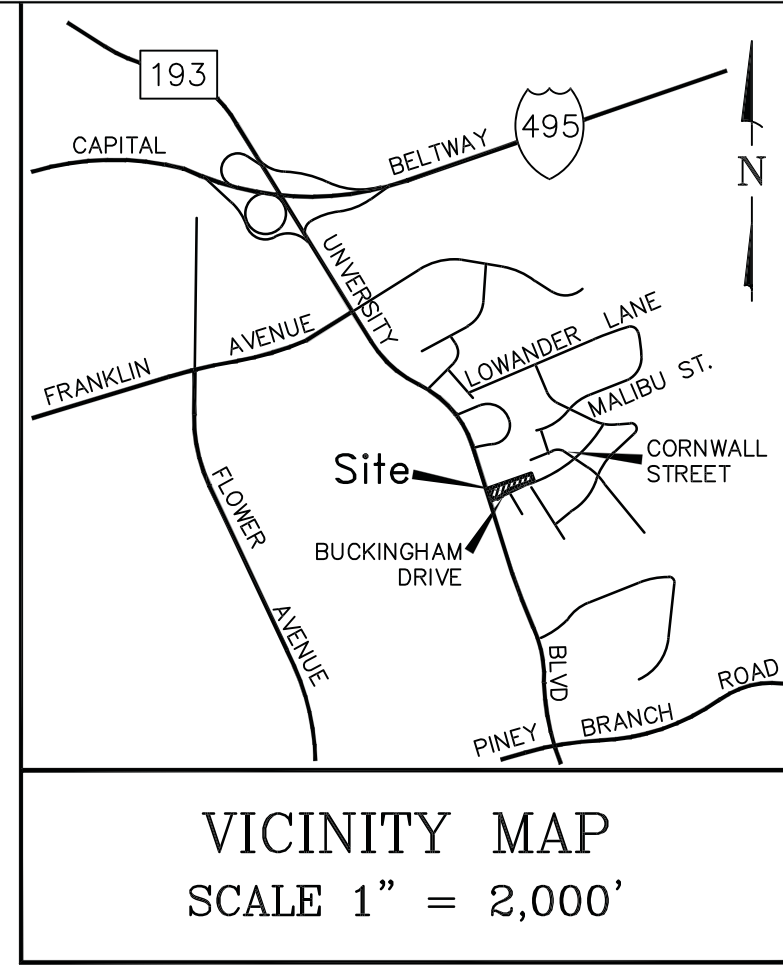 193
CAPITAL
BELTWAY
495
N
UNVERSITY
FRANKLIN
AVENUE
LOWANDER LANE
MALIBU ST.
CORNWALL
STREET
Site
FLOWER
AVENUE
BUCKINGHAM
DRIVE
BLVD
PINEY
BRANCH
ROAD
VICINITY MAP
SCALE 1” = 2,000’